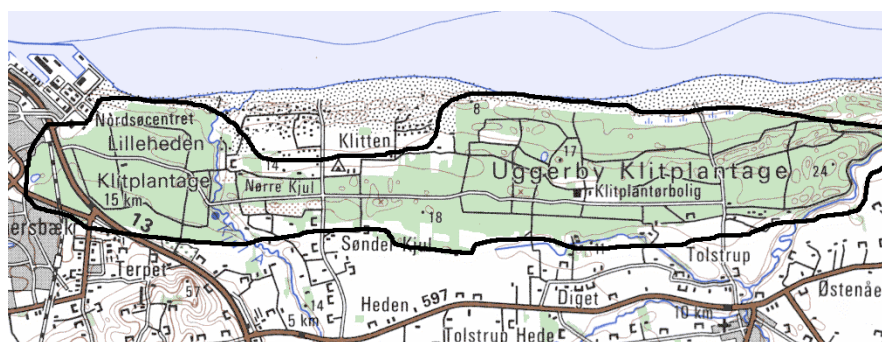 8
Nordsøcentret
Lilleheden
Klitten
14
17
Uggerby Klitplantage
24
Klitplantage
Nørre Kjul
Klitplantørbolig
15 km
13
18
ersbæk
Sønder Kjul
Tolstrup
Terpet
57
14
Heden
597
Diget
Østenå
5 km
10 km
Tolstrup Hede